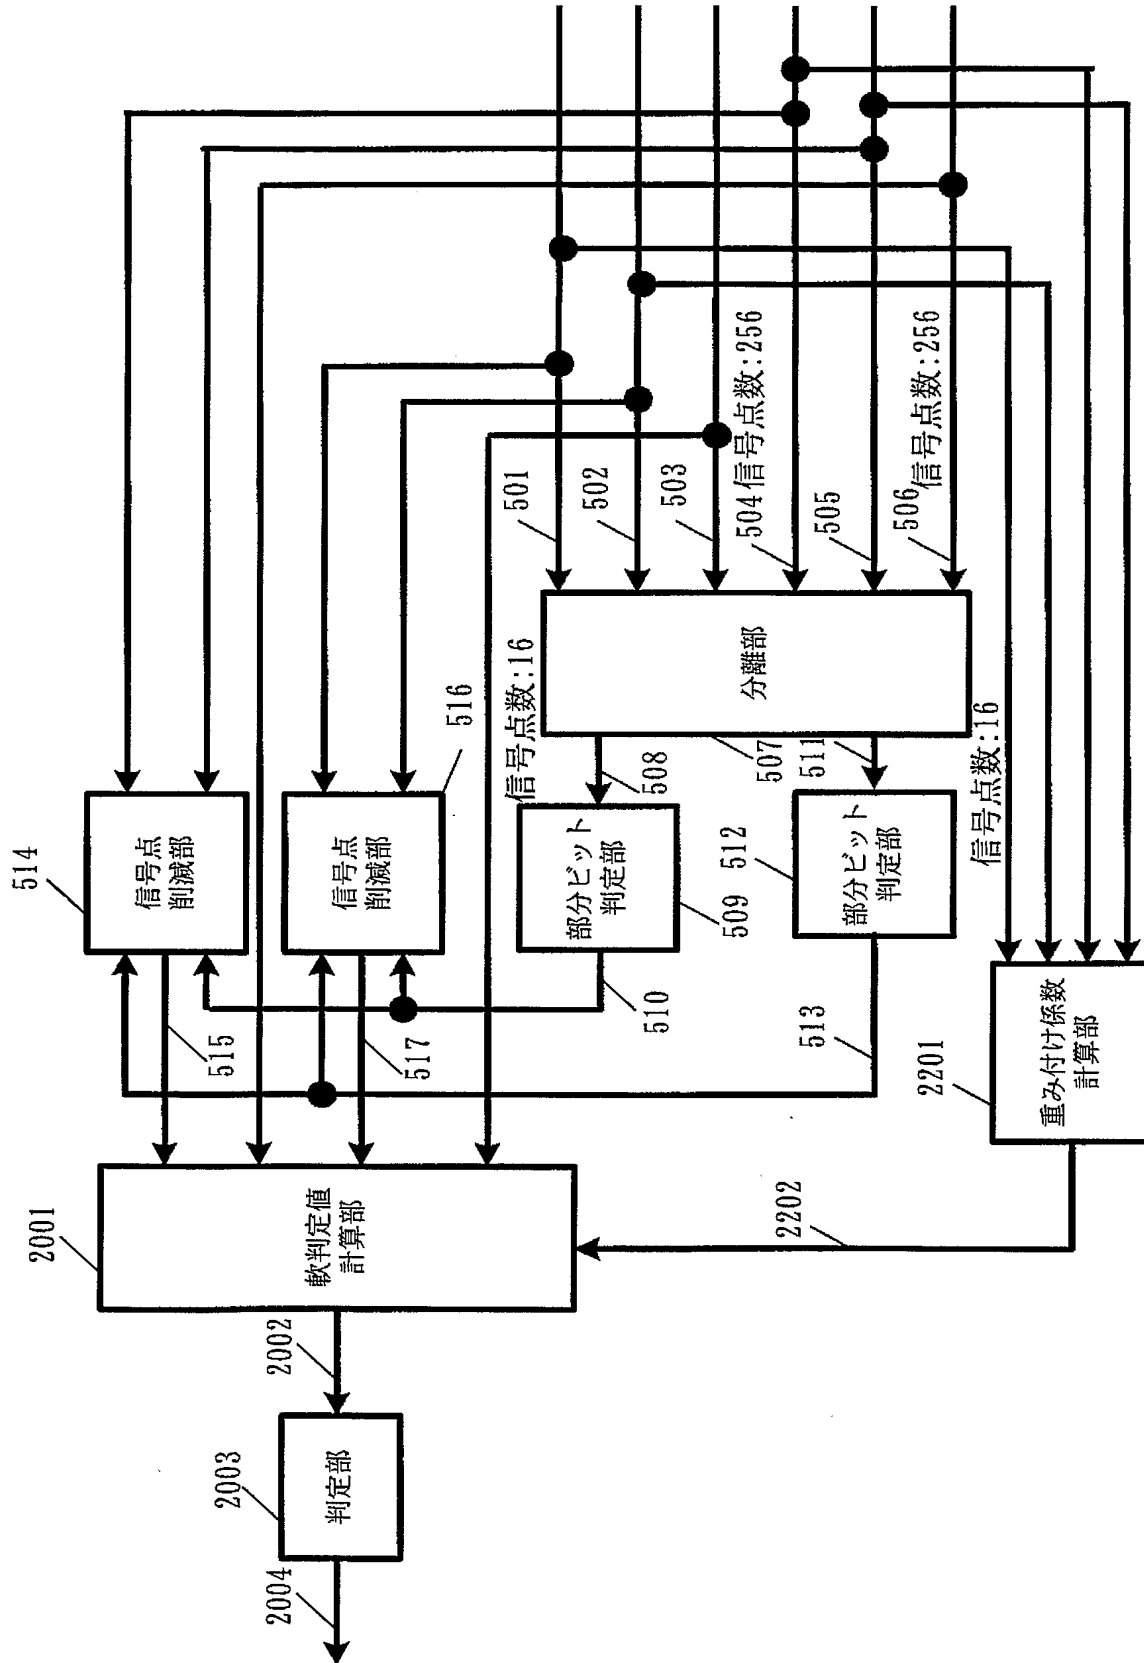 514
信号点
削減部
515
信号点
削減部
516
517
信号点数:16
508
部分ビット
判定部
509
510
分離部
507
511
512
部分ビット
判定部
513
信号点数:16
501
502
503
504信号点数:256
505
506
信号点数:256
2201
重み付け係数
計算部
2202
2001
軟判定値
計算部
2002
2003
判定部
2004